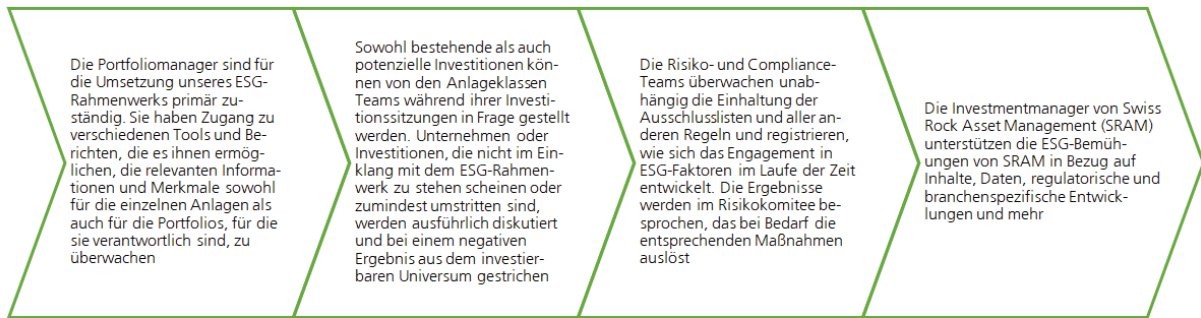 Die Portfoliomanager sind für
die Umsetzung unseres ESG-
Rahmenwerks primär zu-
ständig. Sie haben Zugang zu
verschiedenen Tools und Be-
richten, die es ihnen ermög-
lichen, die relevanten Informa-
tionen und Merkmale sowohl
für die einzelnen Anlagen als
auch für die Portfolios, für die
sie verantwortlich sind, zu
überwachen
Sowohl bestehende als auch
potenzielle Investitionen kön-
nen von den Anlageklassen
Teams während ihrer Investi-
tionssitzungen in Frage gestellt
werden. Unternehmen oder
Investitionen, die nicht im Ein-
klang mit dem ESG-Rahmen-
werk zu stehen scheinen oder
zumindest umstritten sind,
werden ausführlich diskutiert
und bei einem negativen
Ergebnis aus dem investier-
baren Universum gestrichen
Die Risiko- und Compliance-
Teams überwachen unab-
hängig die Einhaltung der
Ausschlusslisten und aller an-
deren Regeln und registrieren,
wie sich das Engagement in
ESG-Faktoren im Laufe der Zeit
entwickelt. Die Ergebnisse
werden im Risikokomitee be-
sprochen, das bei Bedarf die
entsprechenden Maßnahmen
auslöst
Die Investmentmanager von Swiss
Rock Asset Management (SRAM)
unterstützen die ESG-Bemüh-
ungen von SRAM in Bezug auf
Inhalte, Daten, regulatorische und
branchenspezifische Entwick-
lungen und mehr